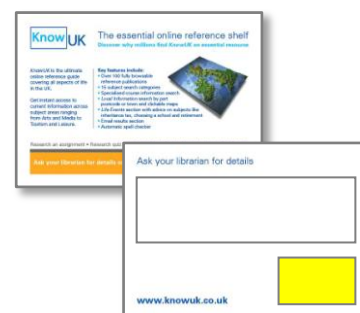 Know UK
The essential online reference shelf
Discover why millions find KnowUK an essential resource
KnowUK is the ultimate
online reference guide
covering all aspects of life
in the UK.
Get instant access to
current information across
subject areas ranging
from Arts and Media to
Tourism and Leisure.
Key features include:
• Over 100 fully browsable
reference publications
• 16 subject search categories
• Specialised course information search
• Local information search by part
postcode or town and clickable maps
• Life Events section with advice on subjects like
inheritance tax, choosing a school and retirement
• Email results section
• Automatic spell checker
Research an assignment • Research quiz
Ask your librarian for details
Ask your librarian for details
www.knowuk.co.uk